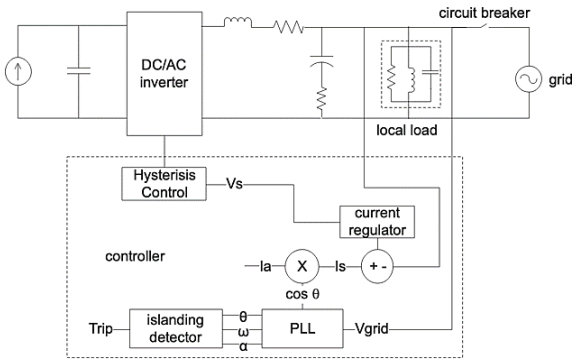 circuit breaker
DC/AC
inverter
grid
local load
Hysterisis
Control
Vs
current
regulator
controller
Ia
X
Is
+ -
cos θ
Trip
islanding
detector
θ
ω
α
PLL
Vgrid